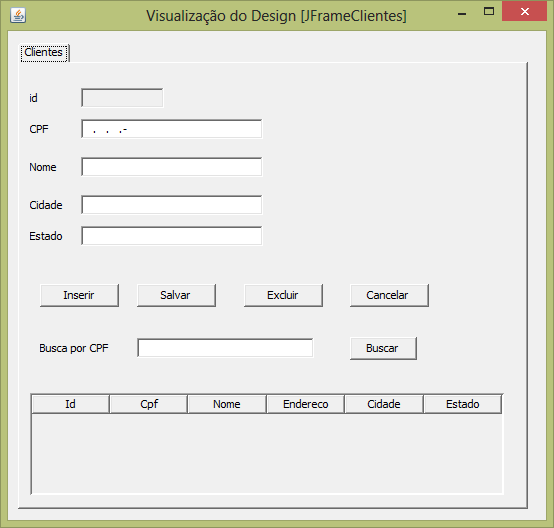 Visualização do Design [JFrameClientes]
Clientes
id
CPF . . .-
Nome
Cidade
Estado
Inserir Salvar Excluir Cancelar
Busca por CPF Buscar
Id Cpf Nome Endereco Cidade Estado